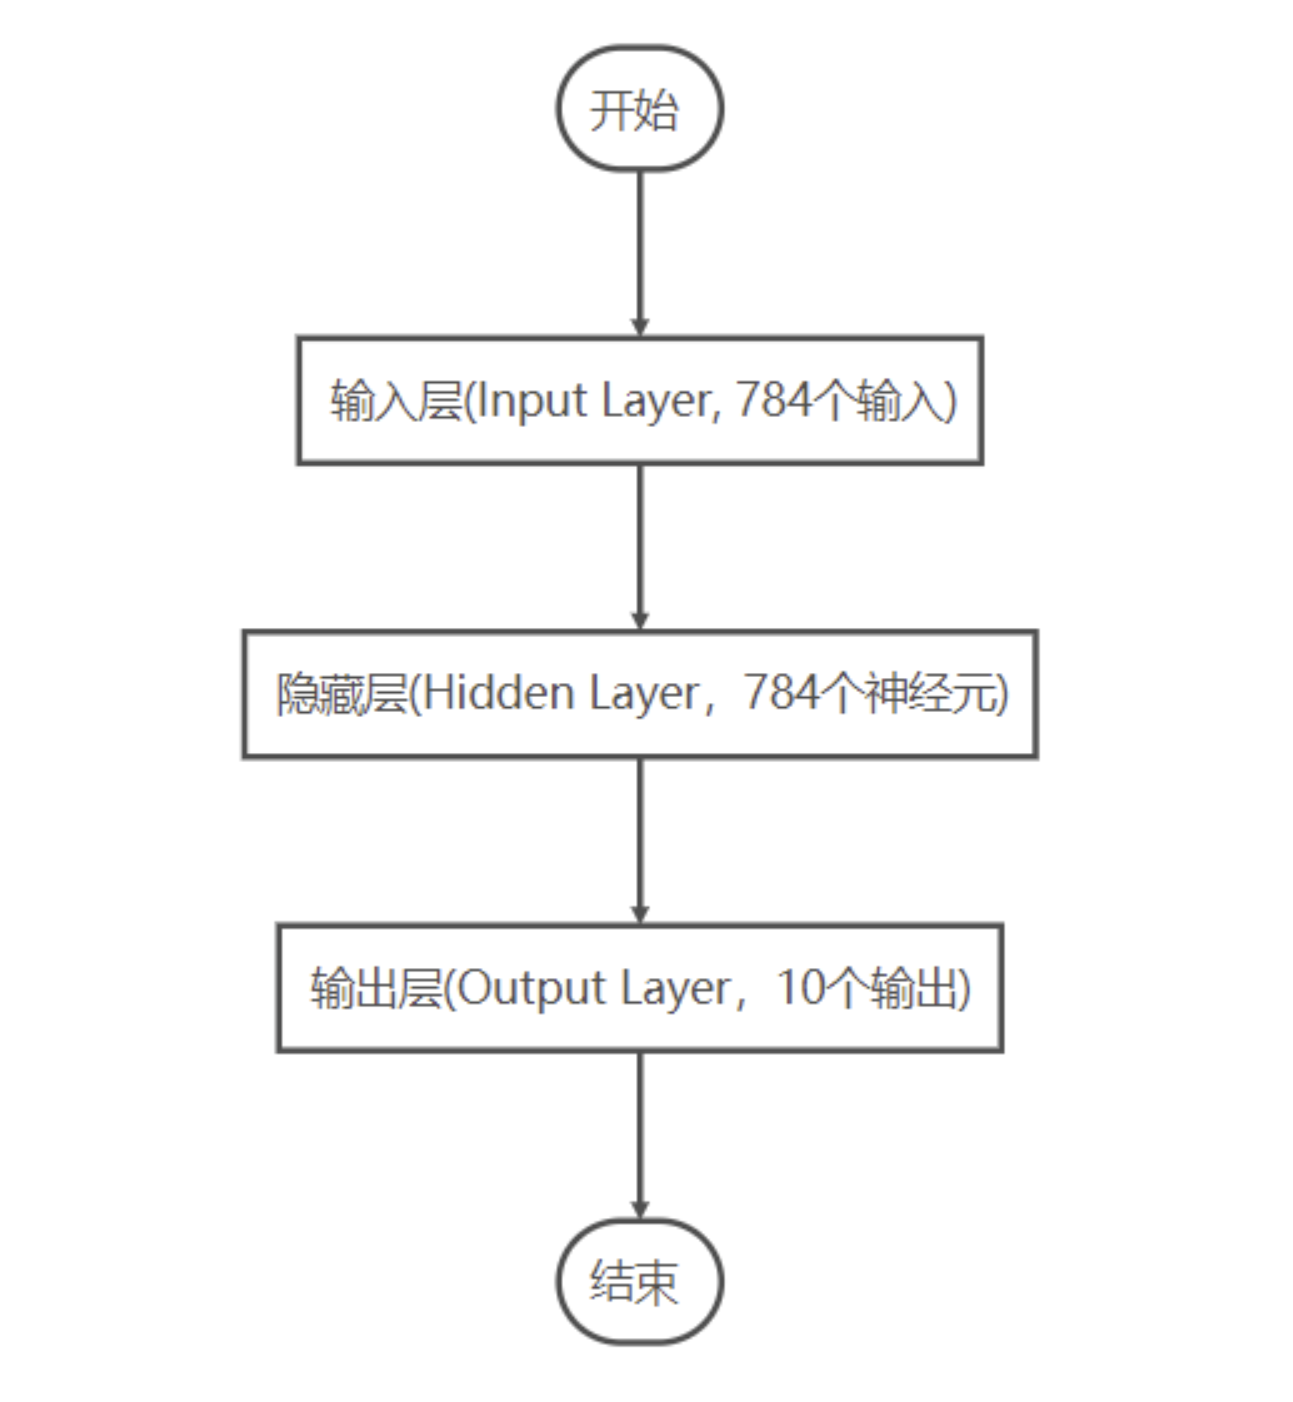 开始
输入层(Input Layer, 784个输入)
隐藏层(Hidden Layer，784个神经元)
输出层(Output Layer，10个输出)
结束